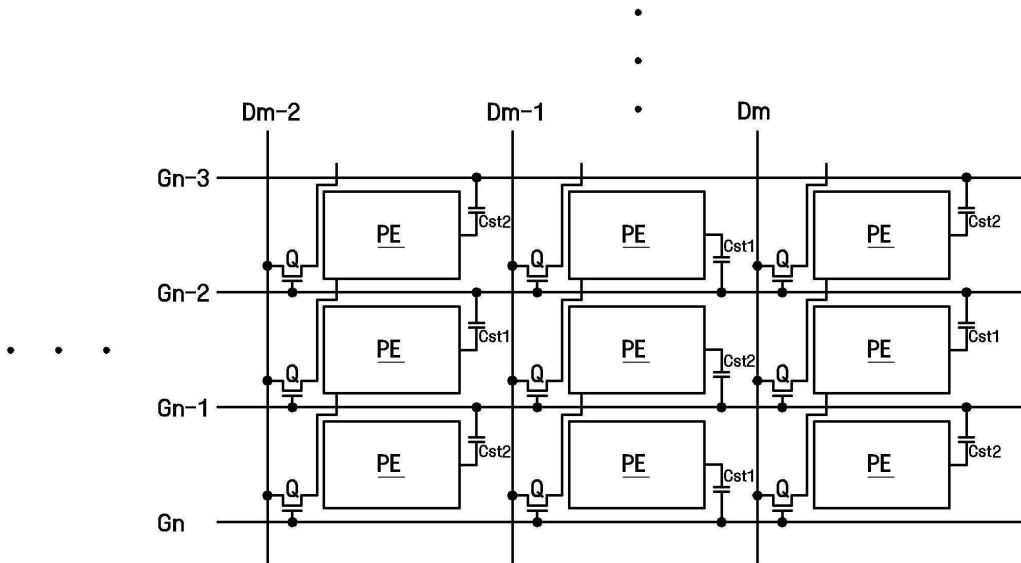 Dm-2 Dm-1 Dm
Gn-3
PE Cst2 PE Cst1 PE Cst2
Q Q Q
Gn-2
PE Cst1 PE Cst2 PE Cst1
Q Q Q
Gn-1
PE Cst2 PE Cst1 PE Cst2
Q Q Q
Gn